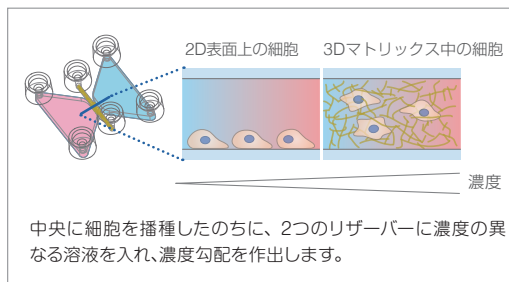 2D表面上の細胞
3Dマトリックス中の細胞
濃度
中央に細胞を播種したのちに、2つのリザーバーに濃度の異
なる溶液を入れ、濃度勾配を作出します。